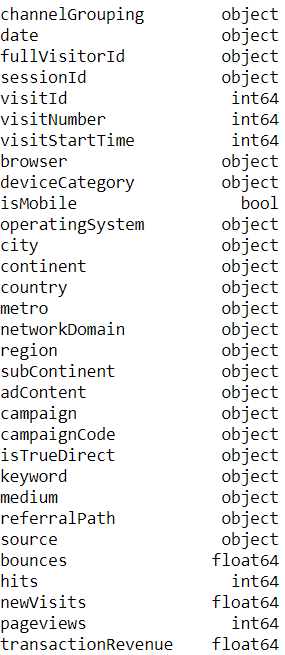 channelGrouping object
date object
fullVisitorId object
sessionId object
visitId int64
visitNumber int64
visitStartTime int64
browser object
deviceCategory object
isMobile bool
operatingSystem object
city object
continent object
country object
metro object
networkDomain object
region object
subContinent object
adContent object
campaign object
campaignCode object
isTrueDirect object
keyword object
medium object
referralPath object
source object
bounces float64
hits int64
newVisits float64
pageviews int64
transactionRevenue float64